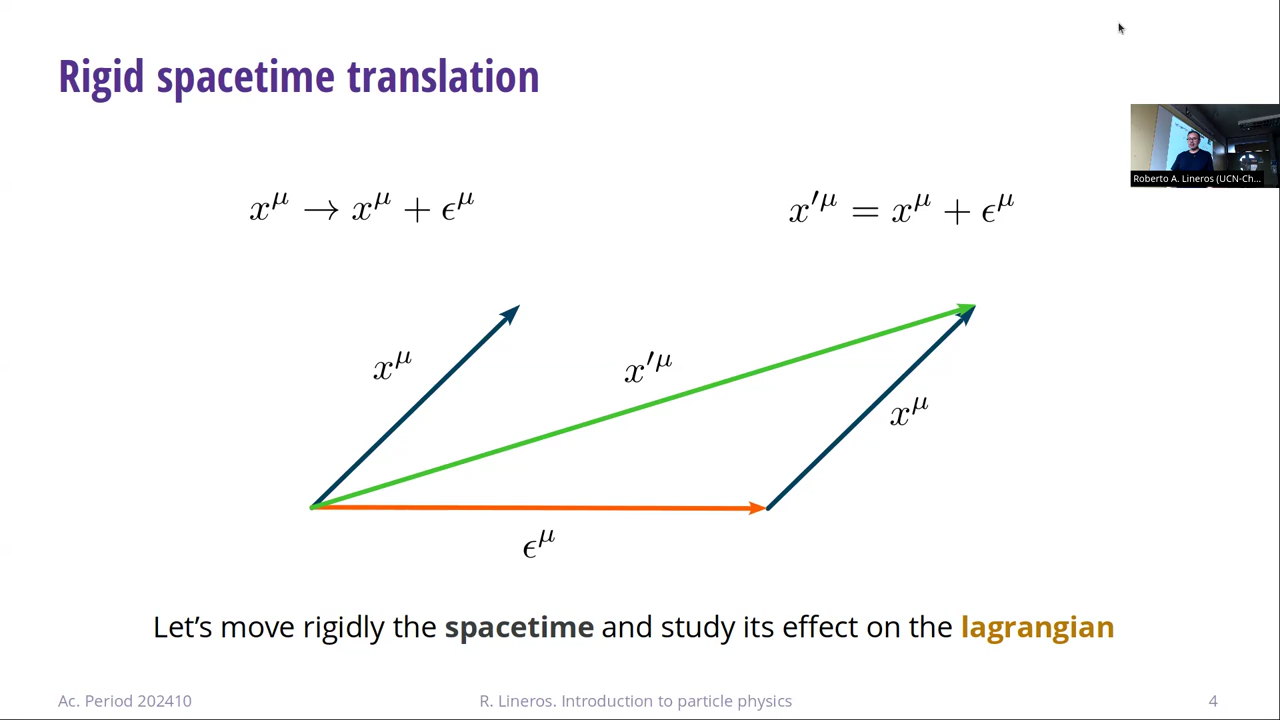 Rigid spacetime translation
Roberto A. Lineros (UCN-Ch...
x^μ → x^μ + ϵ^μ
x'^μ = x^μ + ϵ^μ
x^μ
x'^μ
x^μ
ϵ^μ
Let's move rigidly the spacetime and study its effect on the lagrangian
Ac. Period 202410
R. Lineros. Introduction to particle physics
4